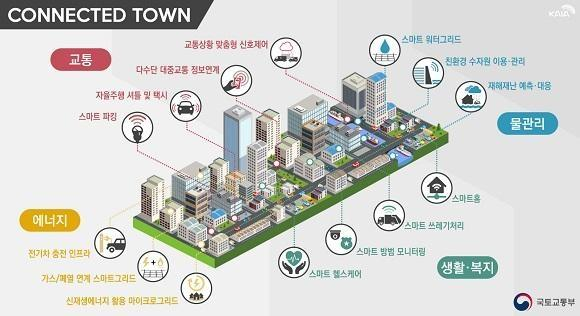 CONNECTED TOWN
KAIA
교통
교통상황 맞춤형 신호제어
다수단 대중교통 정보연계
자율주행 셔틀 및 택시
스마트 파킹
스마트 워터그리드
친환경 수자원 이용·관리
재해재난 예측·대응
물관리
에너지
전기차 충전 인프라
가스/폐열 연계 스마트그리드
신재생에너지 활용 마이크로그리드
스마트홈
스마트 쓰레기처리
스마트 방범 모니터링
스마트 헬스케어
생활·복지
국토교통부